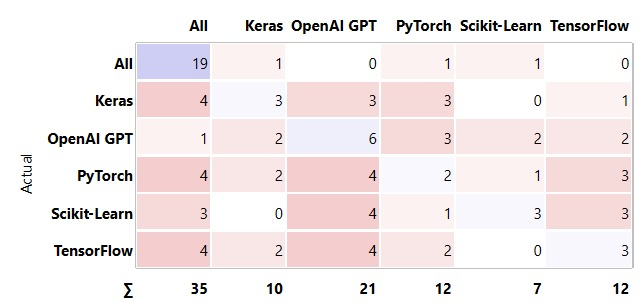 All Keras OpenAI GPT PyTorch Scikit-Learn TensorFlow
All 19 1 0 1 1 0
Keras 4 3 3 3 0 1
OpenAI GPT 1 2 6 3 2 2
PyTorch 4 2 4 2 1 3
Scikit-Learn 3 0 4 1 3 3
TensorFlow 4 2 4 2 0 3
∑ 35 10 21 12 7 12
Actual